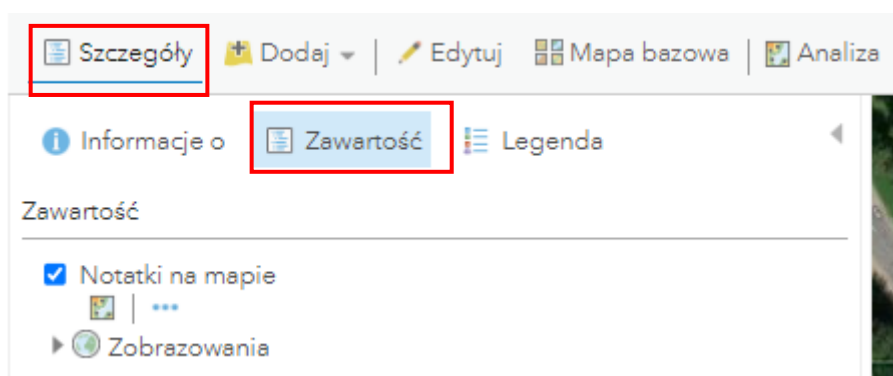 Szczegóły Dodaj Edytuj Mapa bazowa Analiza
Informacje o Zawartość Legenda
Zawartość
Notatki na mapie
Zobrazowania